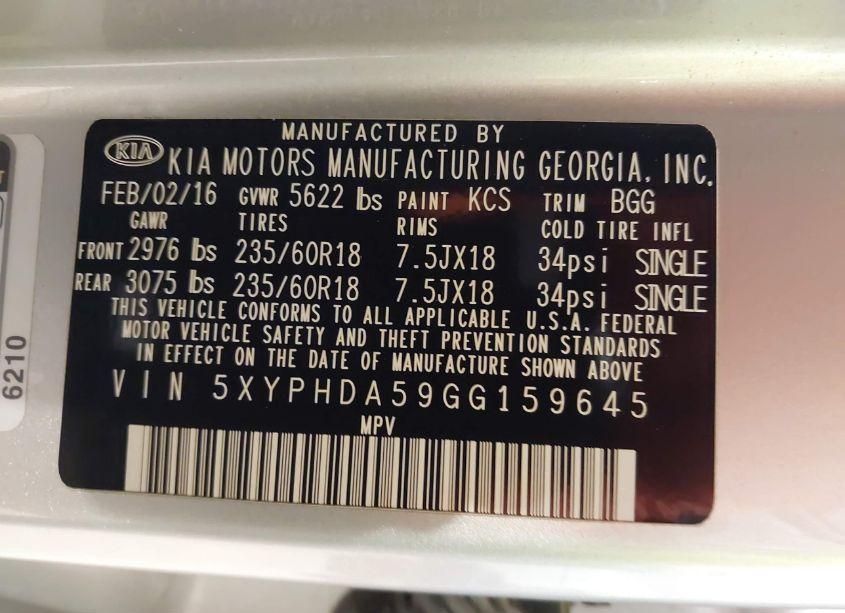 MANUFACTURED BY
KIA KIA MOTORS MANUFACTURING GEORGIA, INC.
FEB/02/16 GVWR 5622 lbs PAINT KCS TRIM BGG
GAWR TIRES RIMS COLD TIRE INFL
FRONT 2976 lbs 235/60R18 7.5JX18 34psi SINGLE
REAR 3075 lbs 235/60R18 7.5JX18 34psi SINGLE
THIS VEHICLE CONFORMS TO ALL APPLICABLE U.S.A. FEDERAL
MOTOR VEHICLE SAFETY AND THEFT PREVENTION STANDARDS
IN EFFECT ON THE DATE OF MANUFACTURE SHOWN ABOVE
VIN 5XYPHDA59GG159645
MPV
6210